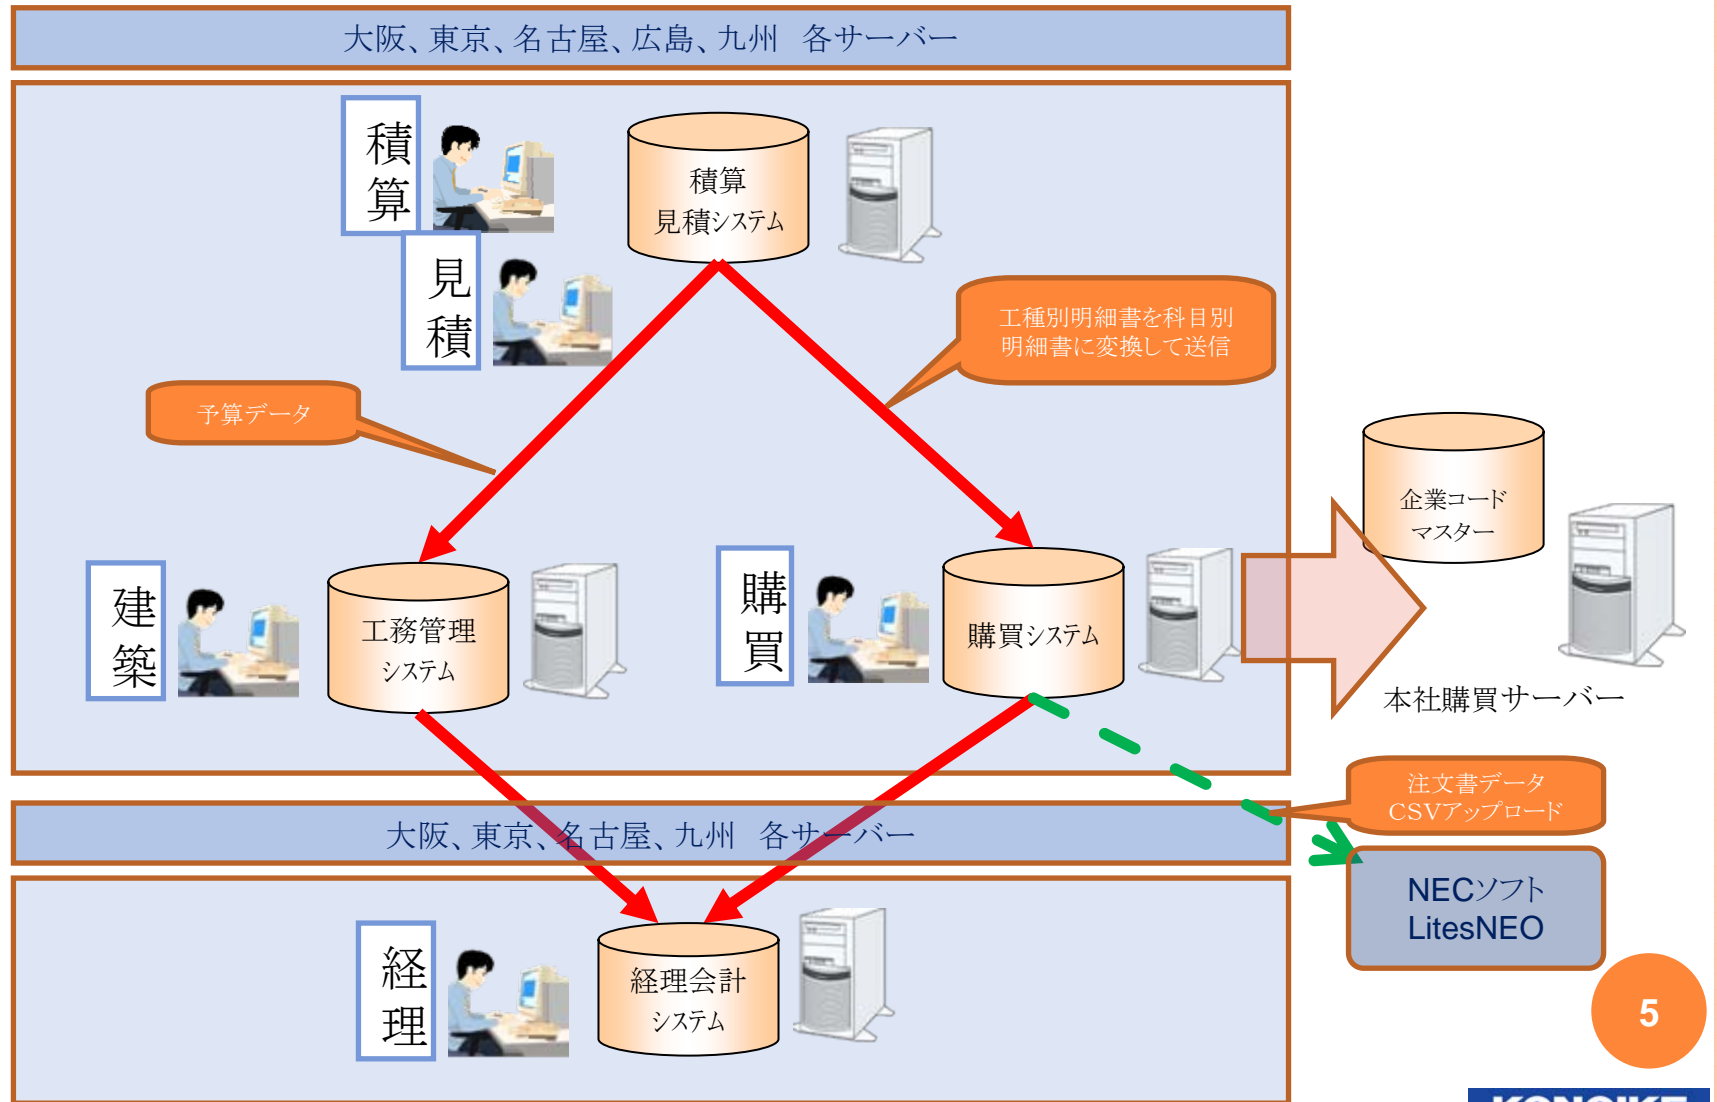 大阪、東京、名古屋、広島、九州　各サーバー
積算
見積
積算
見積システム
工種別明細書を科目別
明細書に変換して送信
予算データ
企業コード
マスター
建築
工務管理
システム
購買
購買システム
本社購買サーバー
注文書データ
CSVアップロード
大阪、東京、名古屋、九州　各サーバー
NECソフト
LitesNEO
経理
経理会計
システム
5
KONOIKE